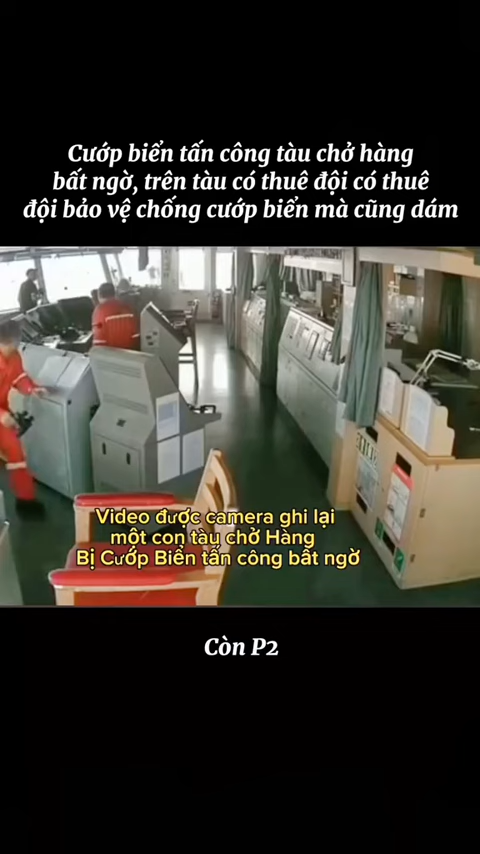 Cướp biển tấn công tàu chở hàng
bất ngờ, trên tàu có thuê đội có thuê
đội bảo vệ chống cướp biển mà cũng dám
Video được camera ghi lại
một con tàu chở Hàng
Bị Cướp Biển tấn công bất ngờ
Còn P2